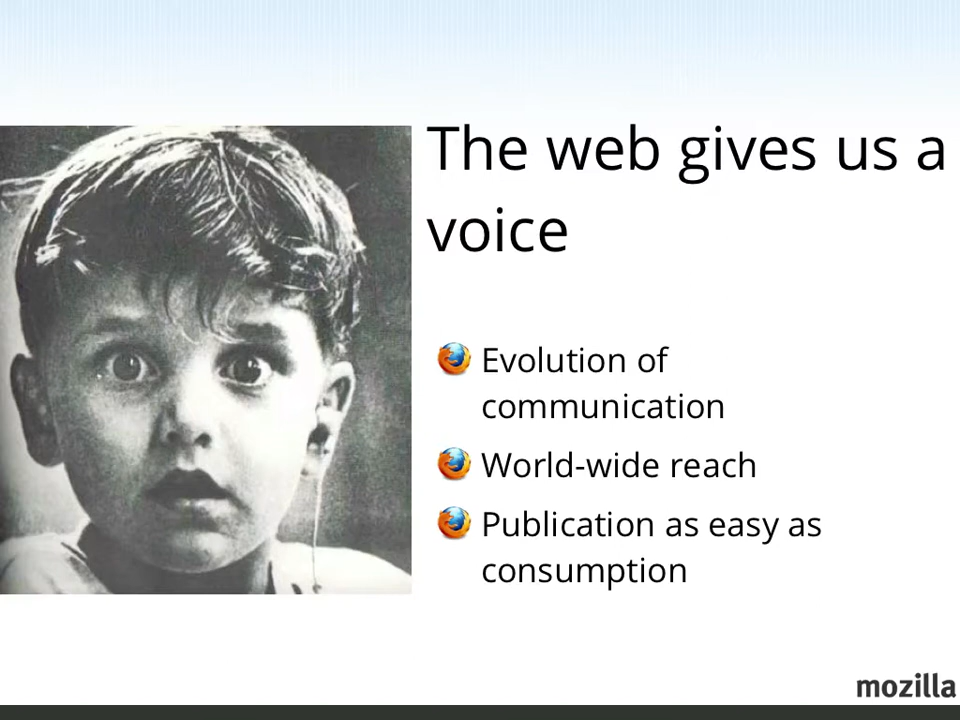 The web gives us a
voice
Evolution of
communication
World-wide reach
Publication as easy as
consumption
mozilla